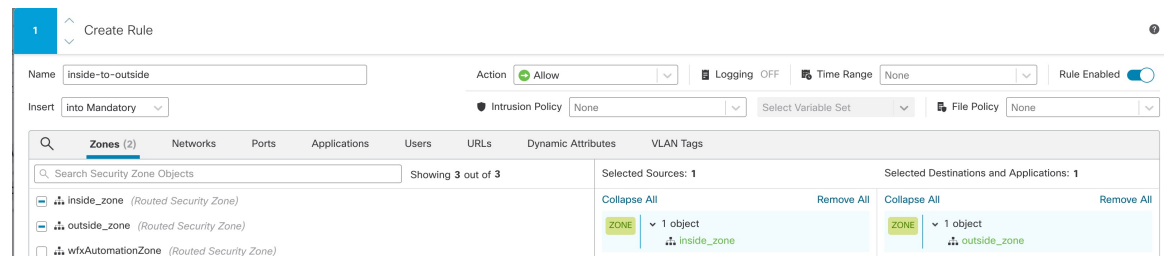 1 Create Rule ?
Name inside-to-outside Action Allow Logging OFF Time Range None Rule Enabled
Insert into Mandatory Intrusion Policy None Select Variable Set File Policy None
Zones (2) Networks Ports Applications Users URLs Dynamic Attributes VLAN Tags
Search Security Zone Objects Showing 3 out of 3 Selected Sources: 1 Selected Destinations and Applications: 1
inside_zone (Routed Security Zone) Collapse All Remove All Collapse All Remove All
outside_zone (Routed Security Zone) ZONE 1 object ZONE 1 object
inside_zone outside_zone
wfxAutomationZone (Routed Security Zone)